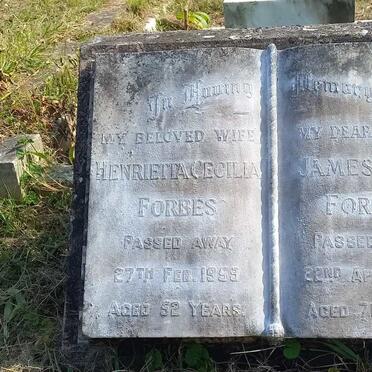 In Loving
MY BELOVED WIFE
HENRIETTA CECILIA
FORBES
PASSED AWAY
27TH FEB.
AGED 52 YEARS.
Memory
MY DEAR
JAMES
FOR
PASSED
22ND AP
AGED 7